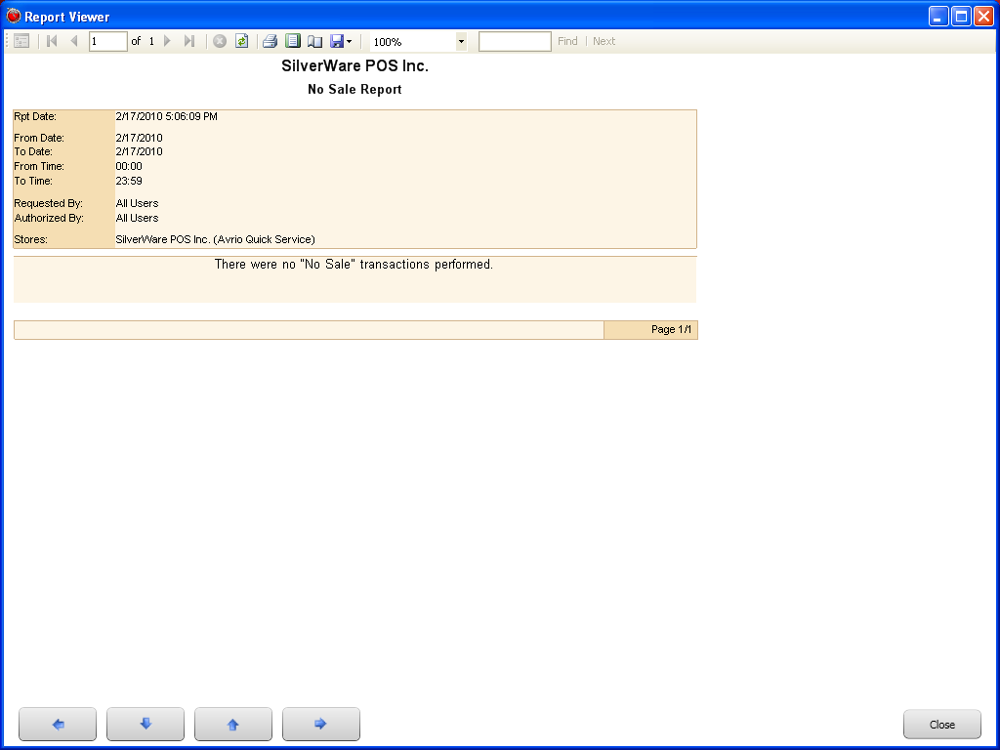 Report Viewer
1 of 1 100% Find Next
SilverWare POS Inc.
No Sale Report
Rpt Date: 2/17/2010 5:06:09 PM
From Date: 2/17/2010
To Date: 2/17/2010
From Time: 00:00
To Time: 23:59
Requested By: All Users
Authorized By: All Users
Stores: SilverWare POS Inc. (Avrio Quick Service)
There were no "No Sale" transactions performed.
Page 1/1
Close